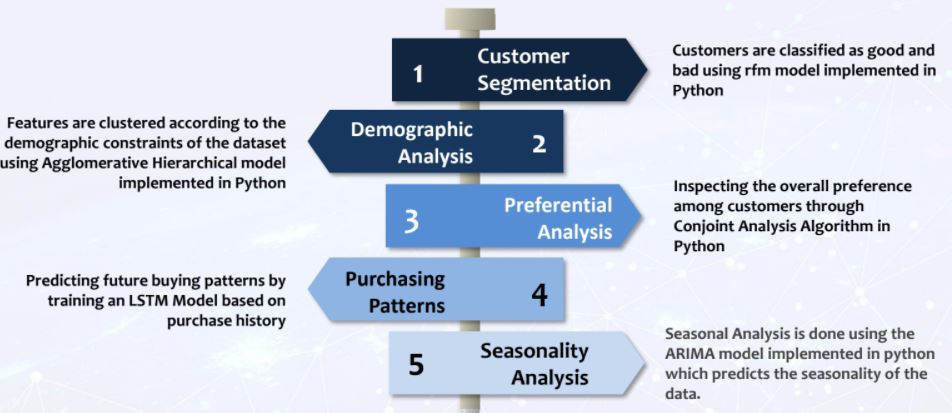 1
Customer
Segmentation
Customers are classified as good and
bad using rfm model implemented in
Python
Features are clustered according to the
demographic constraints of the dataset
using Agglomerative Hierarchical model
implemented in Python
Demographic
Analysis
2
3
Preferential
Analysis
Inspecting the overall preference
among customers through
Conjoint Analysis Algorithm in
Python
Predicting future buying patterns by
training an LSTM Model based on
purchase history
Purchasing
Patterns
4
5
Seasonality
Analysis
Seasonal Analysis is done using the
ARIMA model implemented in python
which predicts the seasonality of the
data.